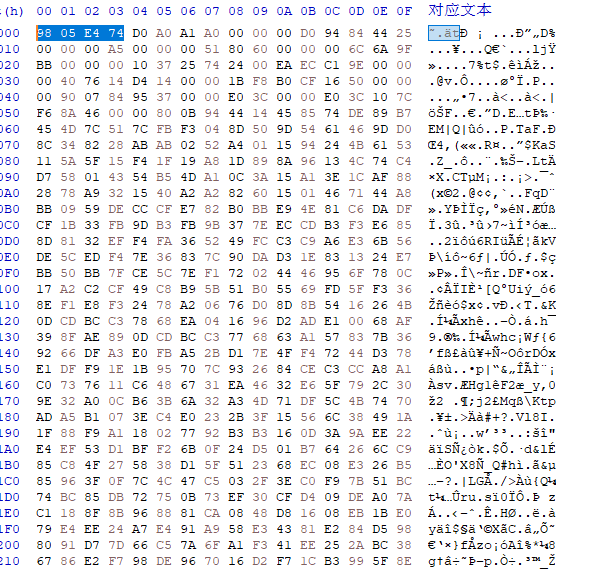 (h) 00 01 02 03 04 05 06 07 08 09 0A 0B 0C 0D 0E 0F 对应文本
000 98 05 E4 74 D0 A0 A1 A0 00 00 00 D0 94 84 44 25 ˜.ätÐ ¡ ...Д„D%
010 00 00 00 A5 00 00 00 51 80 60 00 00 00 6C 6A 9F ...¥...Q€`...ljŸ
020 BB 00 00 00 10 37 25 74 24 00 EA EC C1 9E 00 00 »....7%t$.êìÁž..
030 00 40 76 14 D4 14 00 00 1B F8 B0 CF 16 50 00 00 .@v.Ô....ø°Ï.P..
040 00 90 07 84 95 37 00 00 E0 3C 00 00 E0 3C 10 7C ...„•7..à<..à<.|
050 F6 8A 46 00 00 80 0B 94 44 14 45 85 74 DE 89 B7 öŠF..€.”D.E…tÞ‰·
060 45 4D 7C 51 7C FB F3 04 8D 50 9D 54 61 46 9D D0 EM|Q|ûó..P.TaF.Ð
070 8C 34 82 28 AB AB 02 52 A4 01 15 94 24 4B 61 53 Œ4‚(««.R¤..”$KaS
080 11 5A 5F 15 F4 1F 19 A8 1D 89 8A 96 13 4C 74 C4 .Z_.ô..¨.‰Š–.LtÄ
090 D7 58 01 43 54 B5 4D A1 0C 3A 15 A1 3E 1C AF 88 ×X.CTµM¡.:.¡>.¯ˆ
0A0 28 78 A9 32 15 40 A2 A2 82 60 15 01 46 71 44 A8 (x©2.@¢¢‚`..FqD¨
0B0 BB 09 59 DE CC CF E7 82 B0 BB E9 4E 81 C6 DA DF ».YÞÌÏç‚°»éN.ÆÚß
0C0 CF 1B 33 FB 9D B3 FB 9B 37 7E EC CD B3 F3 E6 85 Ï.3û.³û›7~ìͳóæ…
0D0 8D 81 32 EF F4 FA 36 52 49 FC C3 C9 A6 E3 6B 56 ..2ïôú6RIüÃɦãkV
0E0 DE 5C ED F4 7E 36 83 7C 90 DA D3 1E 83 13 24 E7 Þ\íô~6ƒ|.ÚÓ.ƒ.$ç
0F0 BB 50 BB 7F CE 5C 7E F1 72 02 44 46 95 6F 78 0C »P».Î\~ñr.DF•ox.
100 17 A2 C2 CF 49 C8 B9 5B 51 B0 55 69 FD 5F F3 36 .¢ÂÏIȹ[Q°Uiý_ó6
110 8E F1 E8 F3 24 78 A2 06 76 D0 8D 8B 54 16 26 4B Žñèó$x¢.vÐ.‹T.&K
120 0D CD BC C3 78 68 EA 04 16 96 D2 AD E1 00 68 AF .ͼÃxhê..–Ò.á.h¯
130 39 8F AE 89 0D CD BC C3 77 68 63 A1 57 83 7B 36 9.®‰.ͼÃwhc¡Wƒ{6
140 92 66 DF A3 E0 FB A5 2B D1 7E 4F F4 72 44 D3 78 ’fߣàû¥+Ñ~OôrDÓx
150 E1 DF F9 1E 1B 95 70 7C 93 26 84 CE C3 CC A8 A1 áßù..•p|“&„ÎĄ̃¡
160 C0 73 76 11 C6 48 67 31 EA 46 32 E6 5F 79 2C 30 Àsv.ÆHg1êF2æ_y,0
170 9E 32 A0 0C B6 3B 6A 32 A3 4D 71 DF 5C 4B 74 70 ž2 .¶;j2£Mqß\Ktp
180 AD A5 B1 07 3E C4 E0 23 2B 3F 15 56 6C 38 49 1A .¥±.>Äà#+?.Vl8I.
190 1F 88 F9 A1 18 02 77 92 B3 B3 16 0D 3A 9A EE 22 .ˆù¡..w’³³..:šî"
1A0 E4 EF 53 D1 BF F2 6B 0F 24 D5 01 B7 64 26 6C C9 äïSÑ¿òk.$Õ.·d&lÉ
1B0 85 C8 4F 27 58 38 D1 5F 51 23 68 EC 08 E3 26 B5 …ÈO'X8Ñ_Q#hì.ã&µ
1C0 85 96 3F 0F 7C 4C 47 C5 03 2F 3E C0 F9 7B 51 BC …–?.|LGÅ./>Àù{Q¼
1D0 74 BC 85 DB 72 75 0B 73 EF 30 CF D4 09 DE A0 7A t¼…Ûru.sï0ÏÔ.Þ z
1E0 C1 18 8F 8B 96 88 81 CA 08 48 D8 16 08 EB 1B E0 Á..‹–ˆ.Ê.HØ..ë.à
1F0 79 E4 EE 24 A7 E4 91 A9 58 E3 43 81 E2 84 D5 98 yäî$§ä‘©XãC.â„Õ˜
200 80 91 D7 7D 66 C5 7A 6F A1 F3 41 EE 25 2A BC 38 €‘×}fÅzo¡óAî%*¼8
210 67 86 E2 F7 98 DE 96 70 16 D2 F7 1C B3 99 5F 8E g†â÷˜Þ–p.Ò÷.³™_Ž